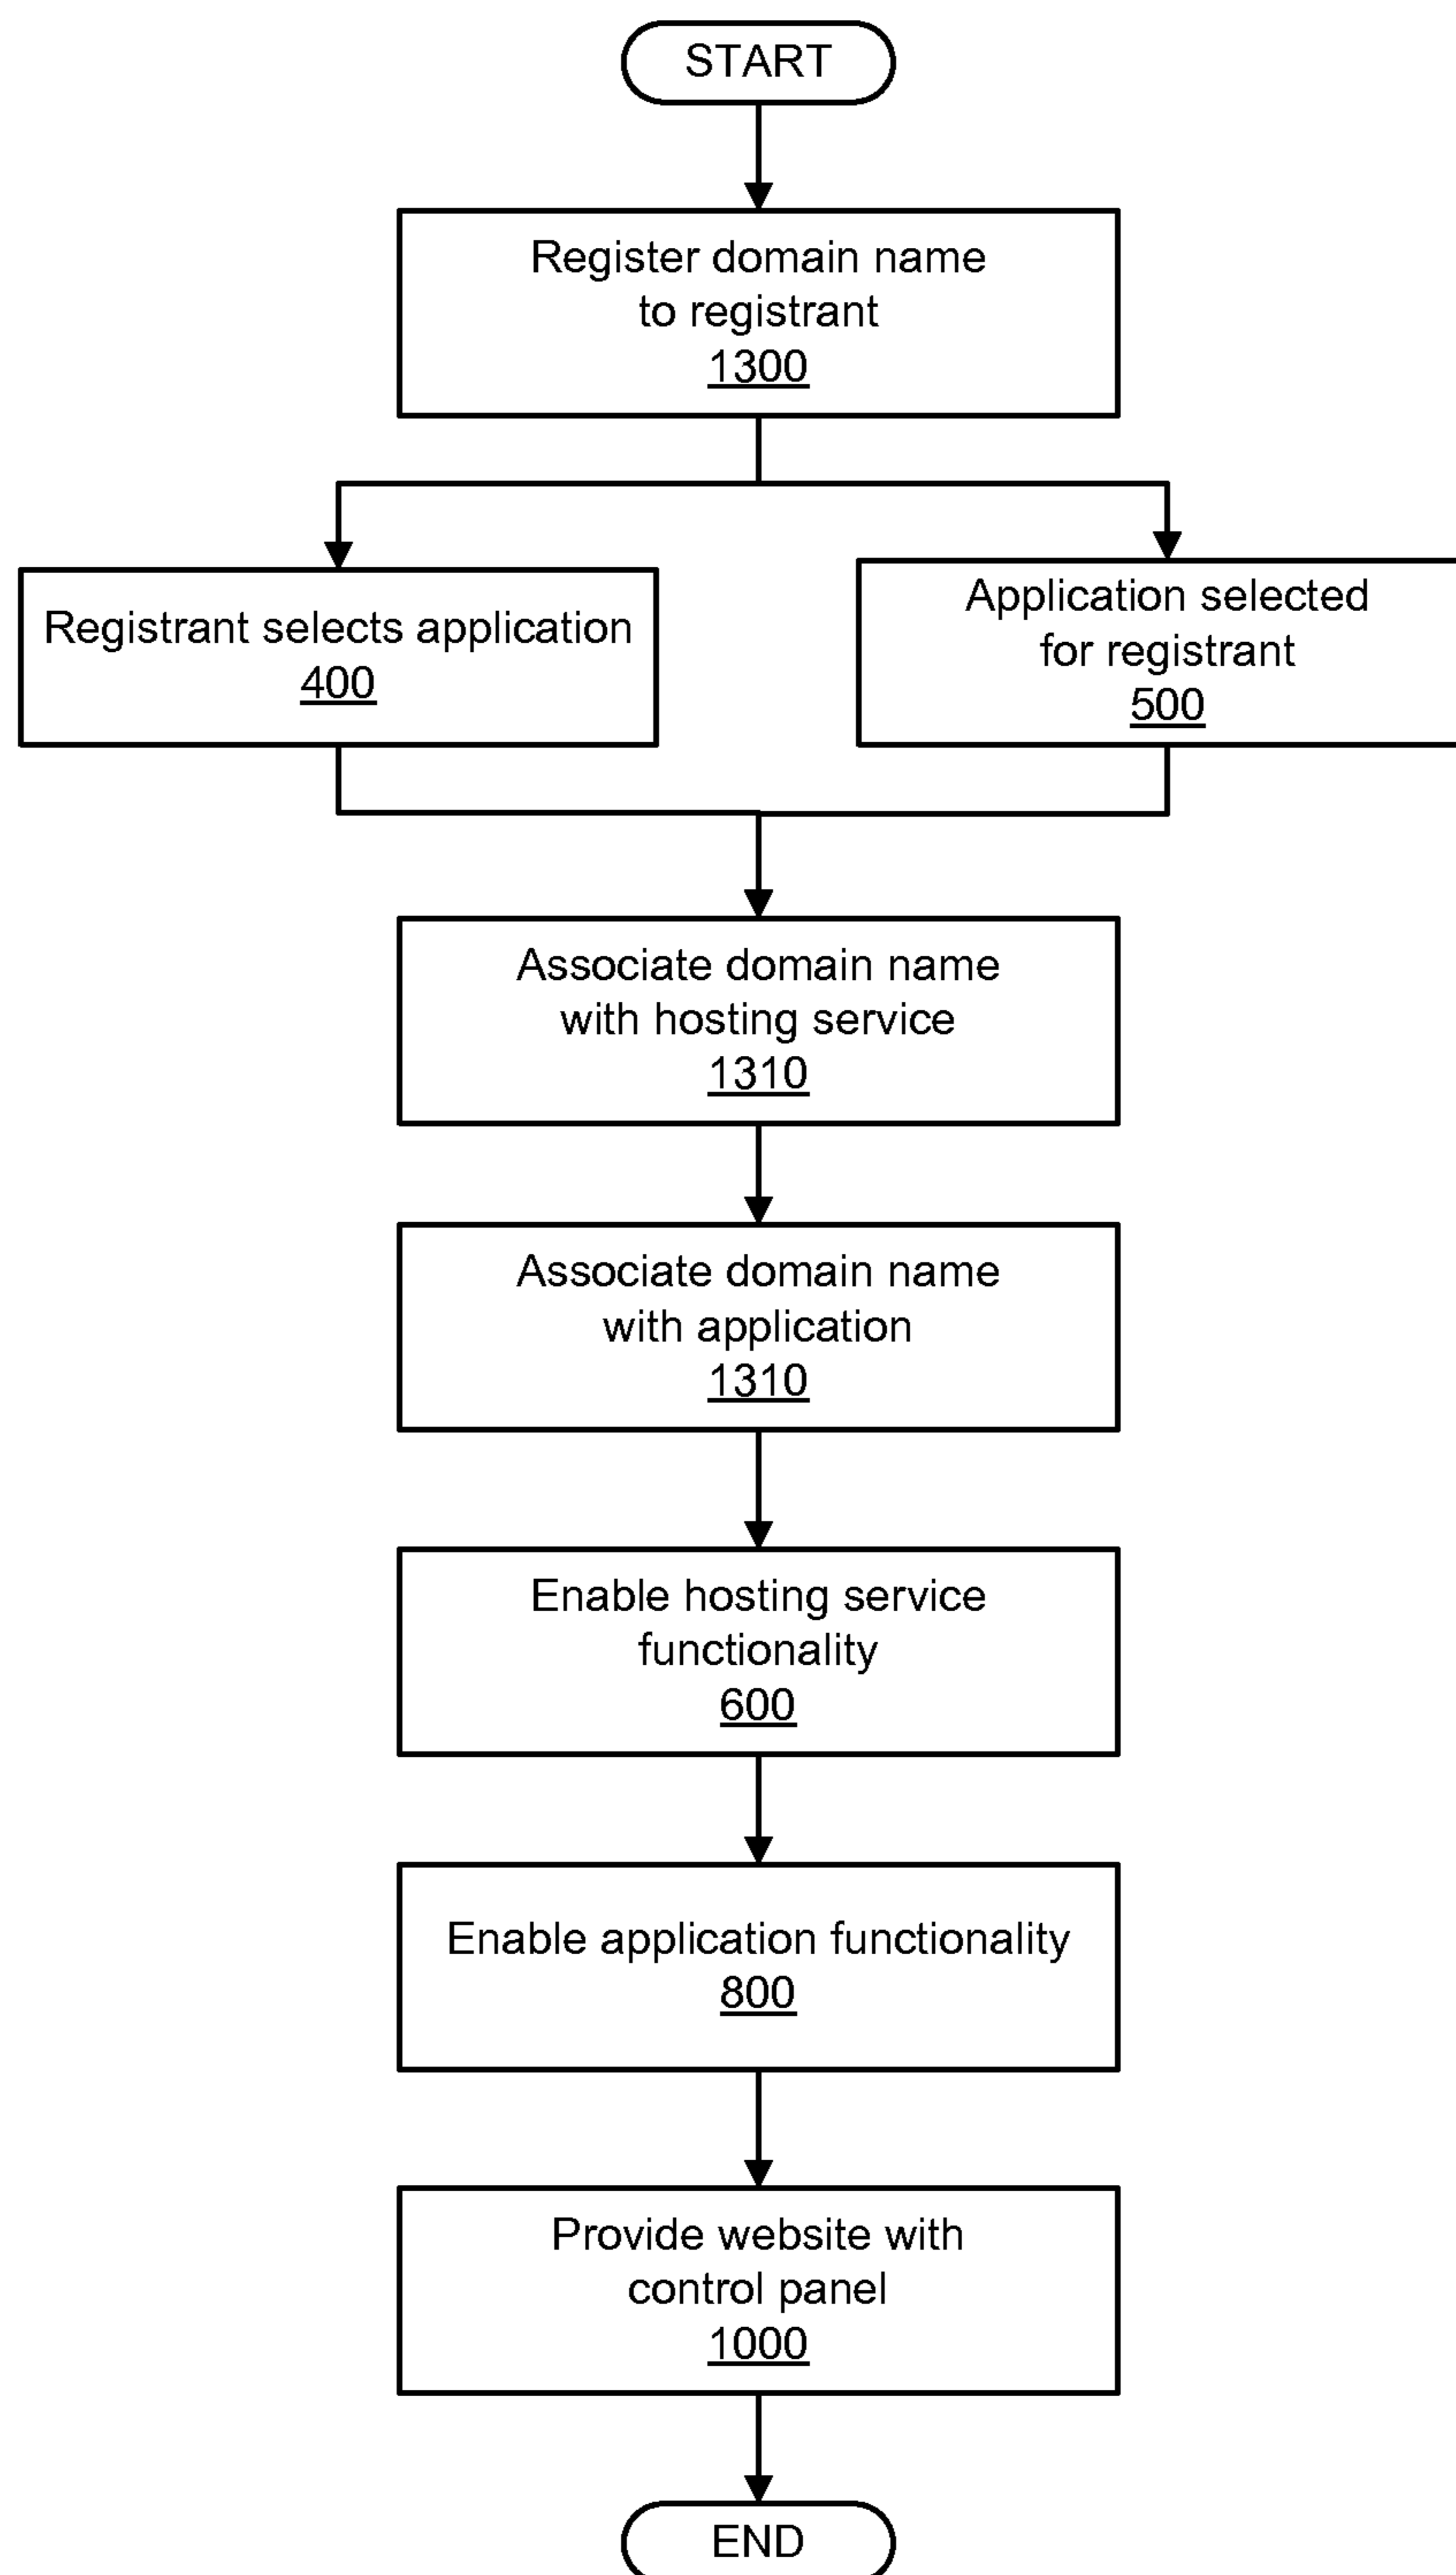 START
Register domain name
to registrant
1300
Registrant selects application
400
Application selected
for registrant
500
Associate domain name
with hosting service
1310
Associate domain name
with application
1310
Enable hosting service
functionality
600
Enable application functionality
800
Provide website with
control panel
1000
END